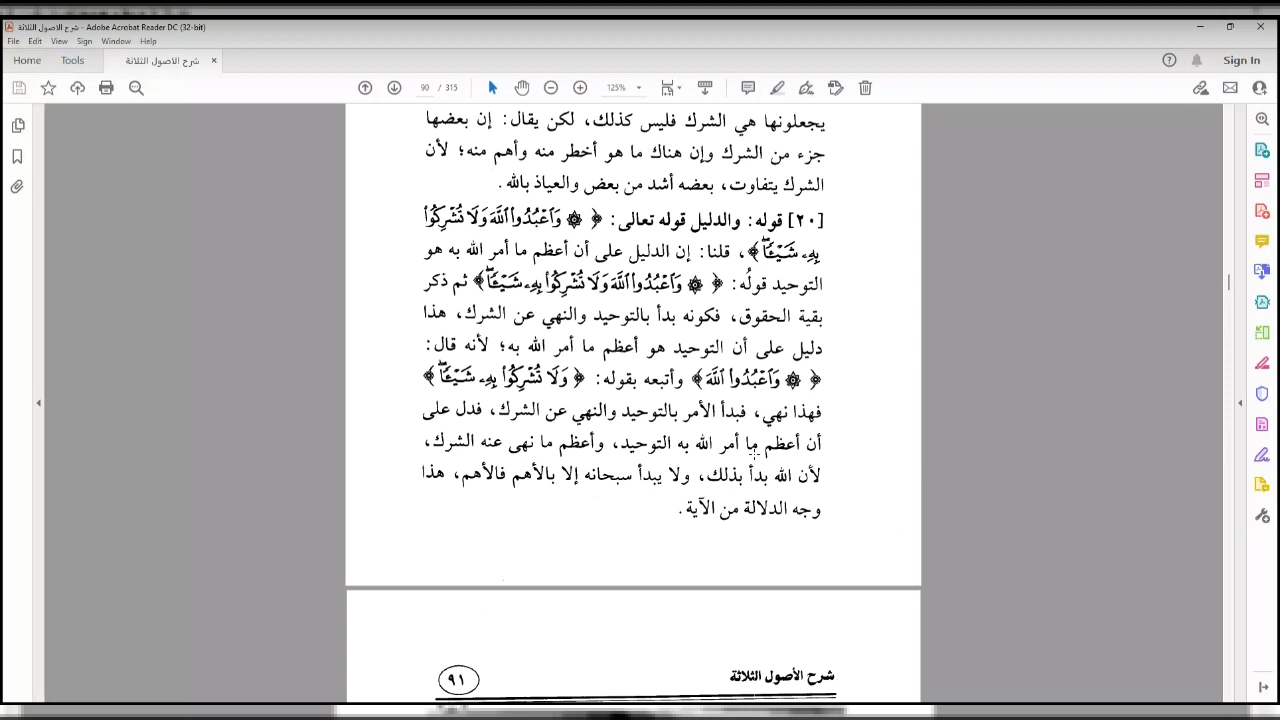 شرح الاصول الثلاثة - Adobe Acrobat Reader DC (32-bit)
File Edit View Sign Window Help
Home Tools شرح الاصول الثلاثة × Sign In
90 / 315 125%
يجعلونها هي الشرك فليس كذلك، لكن يقال: إن بعضها
جزء من الشرك وإن هناك ما هو أخطر منه وأهم منه؛ لأن
الشرك يتفاوت، بعضه أشد من بعض والعياذ بالله.
[٢٠] قوله: والدليل قوله تعالى: ﴿ ۞ وَٱعْبُدُوا۟ ٱللَّهَ وَلَا تُشْرِكُوا۟
بِهِۦ شَيْـًٔا ۖ﴾، قلنا: إن الدليل على أن أعظم ما أمر الله به هو
التوحيد قولُه: ﴿ ۞ وَٱعْبُدُوا۟ ٱللَّهَ وَلَا تُشْرِكُوا۟ بِهِۦ شَيْـًٔا ۖ﴾ ثم ذكر
بقية الحقوق، فكونه بدأ بالتوحيد والنهي عن الشرك، هذا
دليل على أن التوحيد هو أعظم ما أمر الله به؛ لأنه قال:
﴿ ۞ وَٱعْبُدُوا۟ ٱللَّهَ﴾ وأتبعه بقوله: ﴿ وَلَا تُشْرِكُوا۟ بِهِۦ شَيْـًٔا ۖ﴾
فهذا نهي، فبدأ الأمر بالتوحيد والنهي عن الشرك، فدل على
أن أعظم ما أمر الله به التوحيد، وأعظم ما نهى عنه الشرك،
لأن الله بدأ بذلك، ولا يبدأ سبحانه إلا بالأهم فالأهم، هذا
وجه الدلالة من الآية.
شرح الأصول الثلاثة ٩١